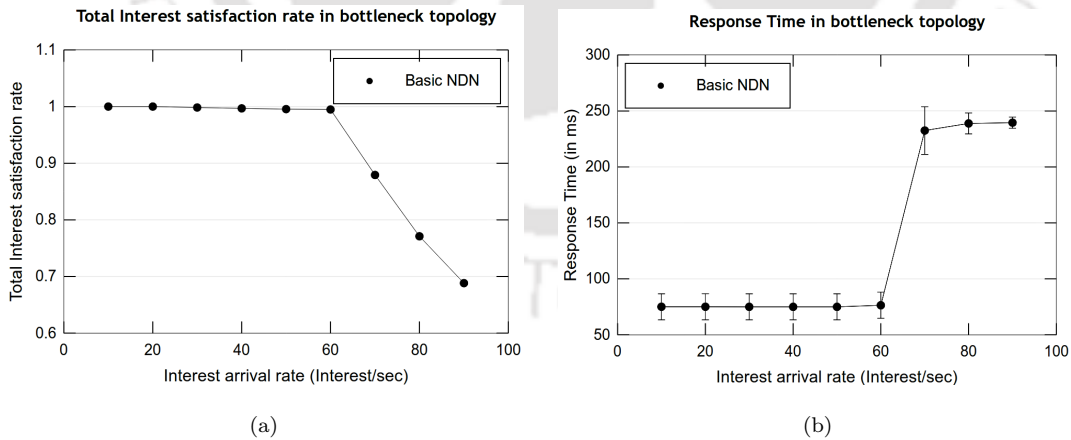 Total Interest satisfaction rate in bottleneck topology
1.1
1
0.9
0.8
0.7
0.6
0
20
40
60
80
100
Total Interest satisfaction rate
Interest arrival rate (Interest/sec)
Basic NDN
(a)
Response Time in bottleneck topology
300
250
200
150
100
50
0
20
40
60
80
100
Response Time (in ms)
Interest arrival rate (Interest/sec)
Basic NDN
(b)